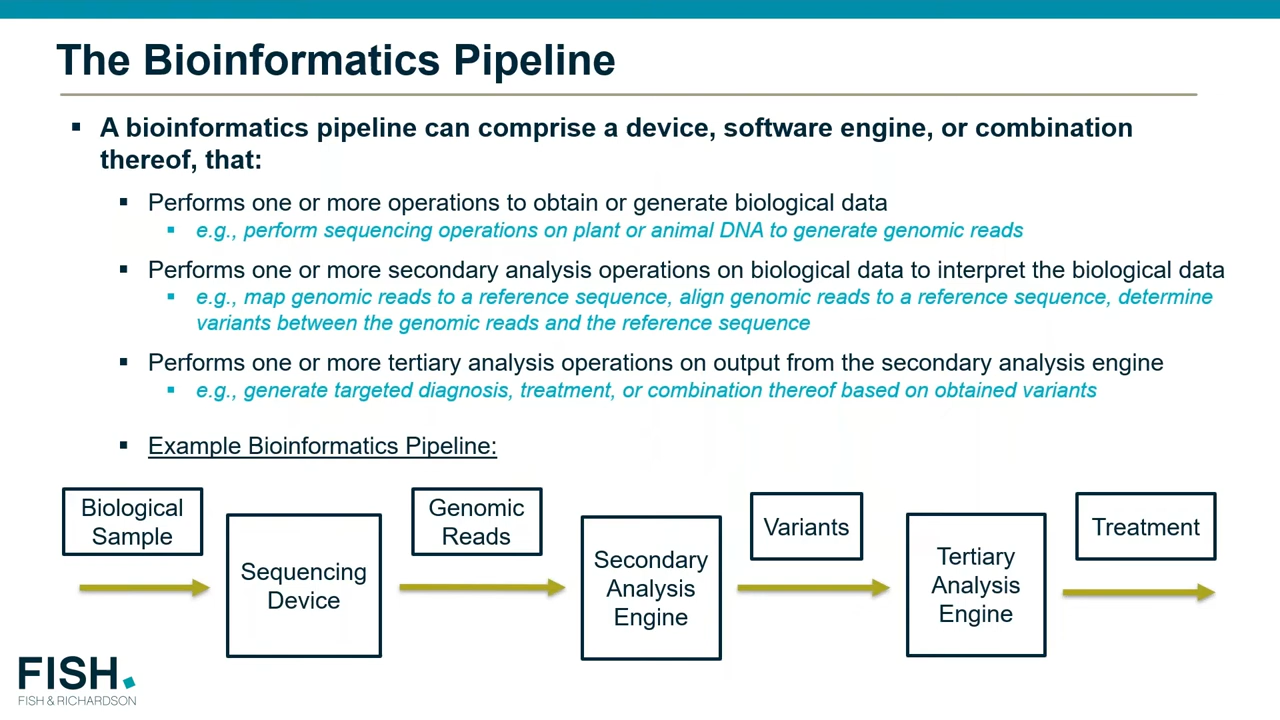 The Bioinformatics Pipeline
▪ A bioinformatics pipeline can comprise a device, software engine, or combination
thereof, that:
▪ Performs one or more operations to obtain or generate biological data
▪ e.g., perform sequencing operations on plant or animal DNA to generate genomic reads
▪ Performs one or more secondary analysis operations on biological data to interpret the biological data
▪ e.g., map genomic reads to a reference sequence, align genomic reads to a reference sequence, determine
variants between the genomic reads and the reference sequence
▪ Performs one or more tertiary analysis operations on output from the secondary analysis engine
▪ e.g., generate targeted diagnosis, treatment, or combination thereof based on obtained variants
▪ Example Bioinformatics Pipeline:
Biological
Sample
Sequencing
Device
Genomic
Reads
Secondary
Analysis
Engine
Variants
Tertiary
Analysis
Engine
Treatment
FISH.
FISH & RICHARDSON